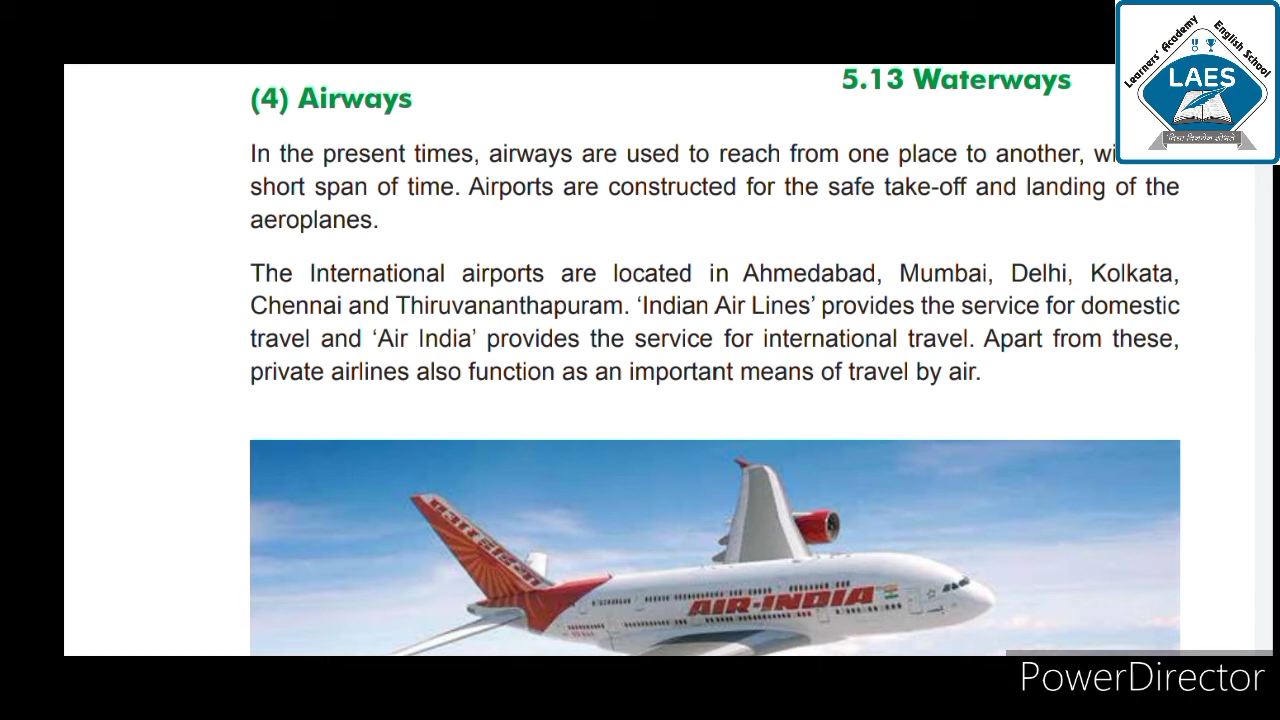 Learners' Academy English School
LAES
5.13 Waterways
(4) Airways
In the present times, airways are used to reach from one place to another,
short span of time. Airports are constructed for the safe take-off and landing of the
aeroplanes.
The International airports are located in Ahmedabad, Mumbai, Delhi, Kolkata,
Chennai and Thiruvananthapuram. ‘Indian Air Lines’ provides the service for domestic
travel and ‘Air India’ provides the service for international travel. Apart from these,
private airlines also function as an important means of travel by air.
AIR-INDIA
PowerDirector